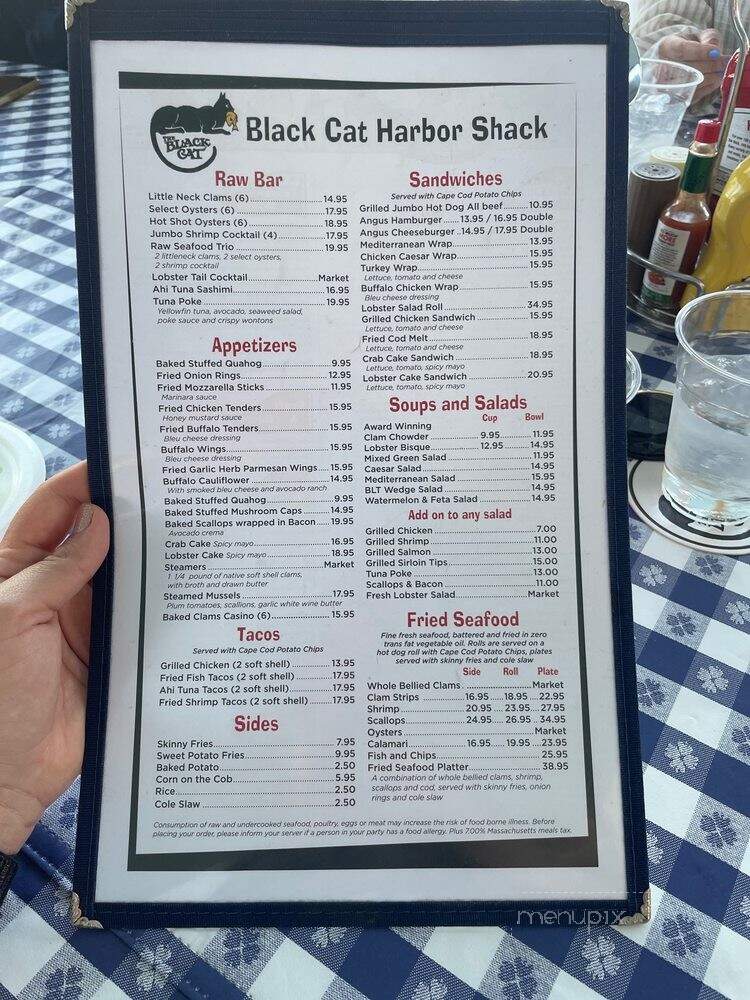 THE
BLACK
CAT
Black Cat Harbor Shack
Raw Bar
Little Neck Clams (6) 14.95
Select Oysters (6) 17.95
Hot Shot Oysters (6) 18.95
Jumbo Shrimp Cocktail (4) 17.95
Raw Seafood Trio 19.95
2 littleneck clams, 2 select oysters,
2 shrimp cocktail
Lobster Tail Cocktail Market
Ahi Tuna Sashimi 16.95
Tuna Poke 19.95
Yellowfin tuna, avocado, seaweed salad,
poke sauce and crispy wontons
Appetizers
Baked Stuffed Quahog 9.95
Fried Onion Rings 12.95
Fried Mozzarella Sticks 11.95
Marinara sauce
Fried Chicken Tenders 15.95
Honey mustard sauce
Fried Buffalo Tenders 15.95
Bleu cheese dressing
Buffalo Wings 15.95
Bleu cheese dressing
Fried Garlic Herb Parmesan Wings 15.95
Buffalo Cauliflower 14.95
With smoked bleu cheese and avocado ranch
Baked Stuffed Quahog 9.95
Baked Stuffed Mushroom Caps 14.95
Baked Scallops wrapped in Bacon 19.95
Avocado crema
Crab Cake Spicy mayo 16.95
Lobster Cake Spicy mayo 18.95
Steamers Market
1 1/4 pound of native soft shell clams,
with broth and drawn butter
Steamed Mussels 17.95
Plum tomatoes, scallions, garlic white wine butter
Baked Clams Casino (6) 15.95
Tacos
Served with Cape Cod Potato Chips
Grilled Chicken (2 soft shell) 13.95
Fried Fish Tacos (2 soft shell) 17.95
Ahi Tuna Tacos (2 soft shell) 17.95
Fried Shrimp Tacos (2 soft shell) 17.95
Sides
Skinny Fries 7.95
Sweet Potato Fries 9.95
Baked Potato 2.50
Corn on the Cob 5.95
Rice 2.50
Cole Slaw 2.50
Sandwiches
Served with Cape Cod Potato Chips
Grilled Jumbo Hot Dog All beef 10.95
Angus Hamburger 13.95 / 16.95 Double
Angus Cheeseburger 14.95 / 17.95 Double
Mediterranean Wrap 13.95
Chicken Caesar Wrap 15.95
Turkey Wrap 15.95
Lettuce, tomato and cheese
Buffalo Chicken Wrap 15.95
Bleu cheese dressing
Lobster Salad Roll 34.95
Grilled Chicken Sandwich 15.95
Lettuce, tomato and cheese
Fried Cod Melt 18.95
Lettuce, tomato and cheese
Crab Cake Sandwich 18.95
Lettuce, tomato, spicy mayo
Lobster Cake Sandwich 20.95
Lettuce, tomato, spicy mayo
Soups and Salads
Cup Bowl
Award Winning
Clam Chowder 9.95 11.95
Lobster Bisque 12.95 14.95
Mixed Green Salad 11.95
Caesar Salad 14.95
Mediterranean Salad 15.95
BLT Wedge Salad 14.95
Watermelon & Feta Salad 14.95
Add on to any salad
Grilled Chicken 7.00
Grilled Shrimp 11.00
Grilled Salmon 13.00
Grilled Sirloin Tips 15.00
Tuna Poke 13.00
Scallops & Bacon 11.00
Fresh Lobster Salad Market
Fried Seafood
Fine fresh seafood, battered and fried in zero
trans fat vegetable oil. Rolls are served on a
hot dog roll with Cape Cod Potato Chips, plates
served with skinny fries and cole slaw
Side Roll Plate
Whole Bellied Clams Market
Clam Strips 16.95 18.95 22.95
Shrimp 20.95 23.95 27.95
Scallops 24.95 26.95 34.95
Oysters Market
Calamari 16.95 19.95 23.95
Fish and Chips 25.95
Fried Seafood Platter 38.95
A combination of whole bellied clams, shrimp,
scallops and cod, served with skinny fries, onion
rings and cole slaw
Consumption of raw and undercooked seafood, poultry, eggs or meat may increase the risk of food borne illness. Before
placing your order, please inform your server if a person in your party has a food allergy. Plus 7.00% Massachusetts meals tax.
menupix